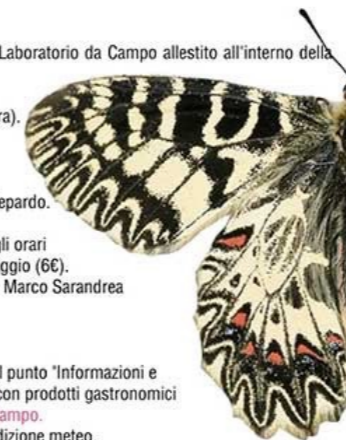 Laboratorio da Campo allestito all'interno della
ra).
epardo.
gli orari
ggio (6€).
Marco Sarandrea
l punto "Informazioni e
con prodotti gastronomici
ampo.
dizione meteo